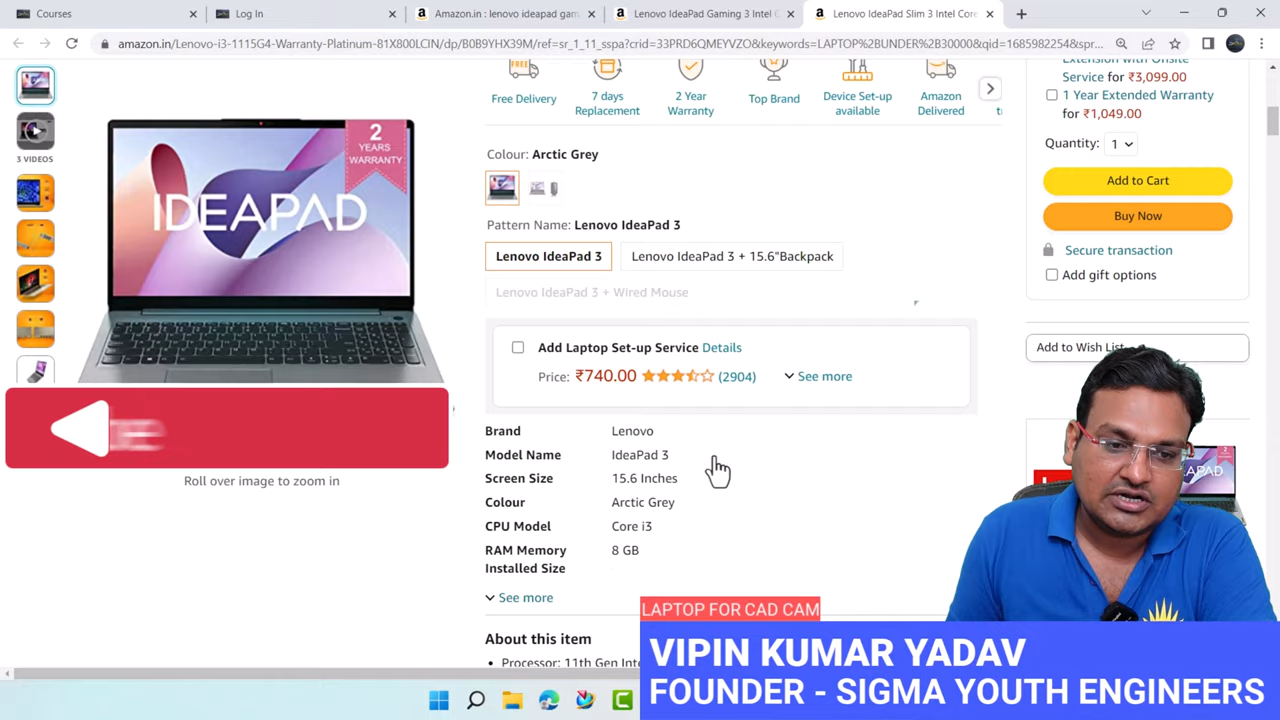 Courses
Log In
Amazon.in : lenovo ideapad gam
Lenovo IdeaPad Gaming 3 Intel C
Lenovo IdeaPad Slim 3 Intel Core
amazon.in/Lenovo-i3-1115G4-Warranty-Platinum-81X800LCIN/dp/B0B9YHX39M/ref=sr_1_11_sspa?crid=33PRD6QMEYVZO&keywords=LAPTOP%2BUNDER%2B30000&qid=1685982254&spr...
3 VIDEOS
2
YEARS
WARRANTY
IDEAPAD
Roll over image to zoom in
Free Delivery
7 days
Replacement
2 Year
Warranty
Top Brand
Device Set-up
available
Amazon
Delivered
Colour: Arctic Grey
Pattern Name: Lenovo IdeaPad 3
Lenovo IdeaPad 3
Lenovo IdeaPad 3 + 15.6"Backpack
Lenovo IdeaPad 3 + Wired Mouse
Add Laptop Set-up Service Details
Price: ₹740.00 (2904) See more
Brand Lenovo
Model Name IdeaPad 3
Screen Size 15.6 Inches
Colour Arctic Grey
CPU Model Core i3
RAM Memory 8 GB
Installed Size
See more
About this item
• Processor: 11th Gen Inte
Extension with Onsite
Service for ₹3,099.00
1 Year Extended Warranty
for ₹1,049.00
Quantity: 1
Add to Cart
Buy Now
Secure transaction
Add gift options
Add to Wish List
LAPTOP FOR CAD CAM
VIPIN KUMAR YADAV
FOUNDER - SIGMA YOUTH ENGINEERS